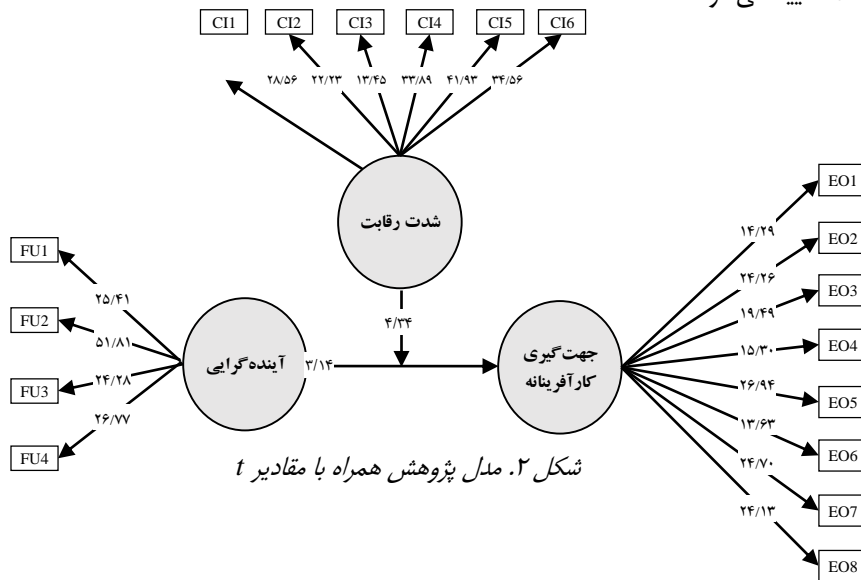 CI1 CI2 CI3 CI4 CI5 CI6
۲۸/۵۶ ۲۲/۲۳ ۱۳/۴۵ ۳۳/۸۹ ۴۱/۹۳ ۳۴/۵۶
شدت رقابت
۴/۳۴
FU1
FU2
FU3
FU4
۲۵/۴۱
۵۱/۸۱
۲۴/۲۸
۲۶/۷۷
آینده‌گرایی
۳/۱۴
جهت‌گیری
کارآفرینانه
۱۴/۲۹
۲۴/۲۶
۱۹/۴۹
۱۵/۳۰
۲۶/۹۴
۱۳/۶۳
۲۴/۷۰
۲۴/۱۳
EO1
EO2
EO3
EO4
EO5
EO6
EO7
EO8
شکل ۲. مدل پژوهش همراه با مقادیر t